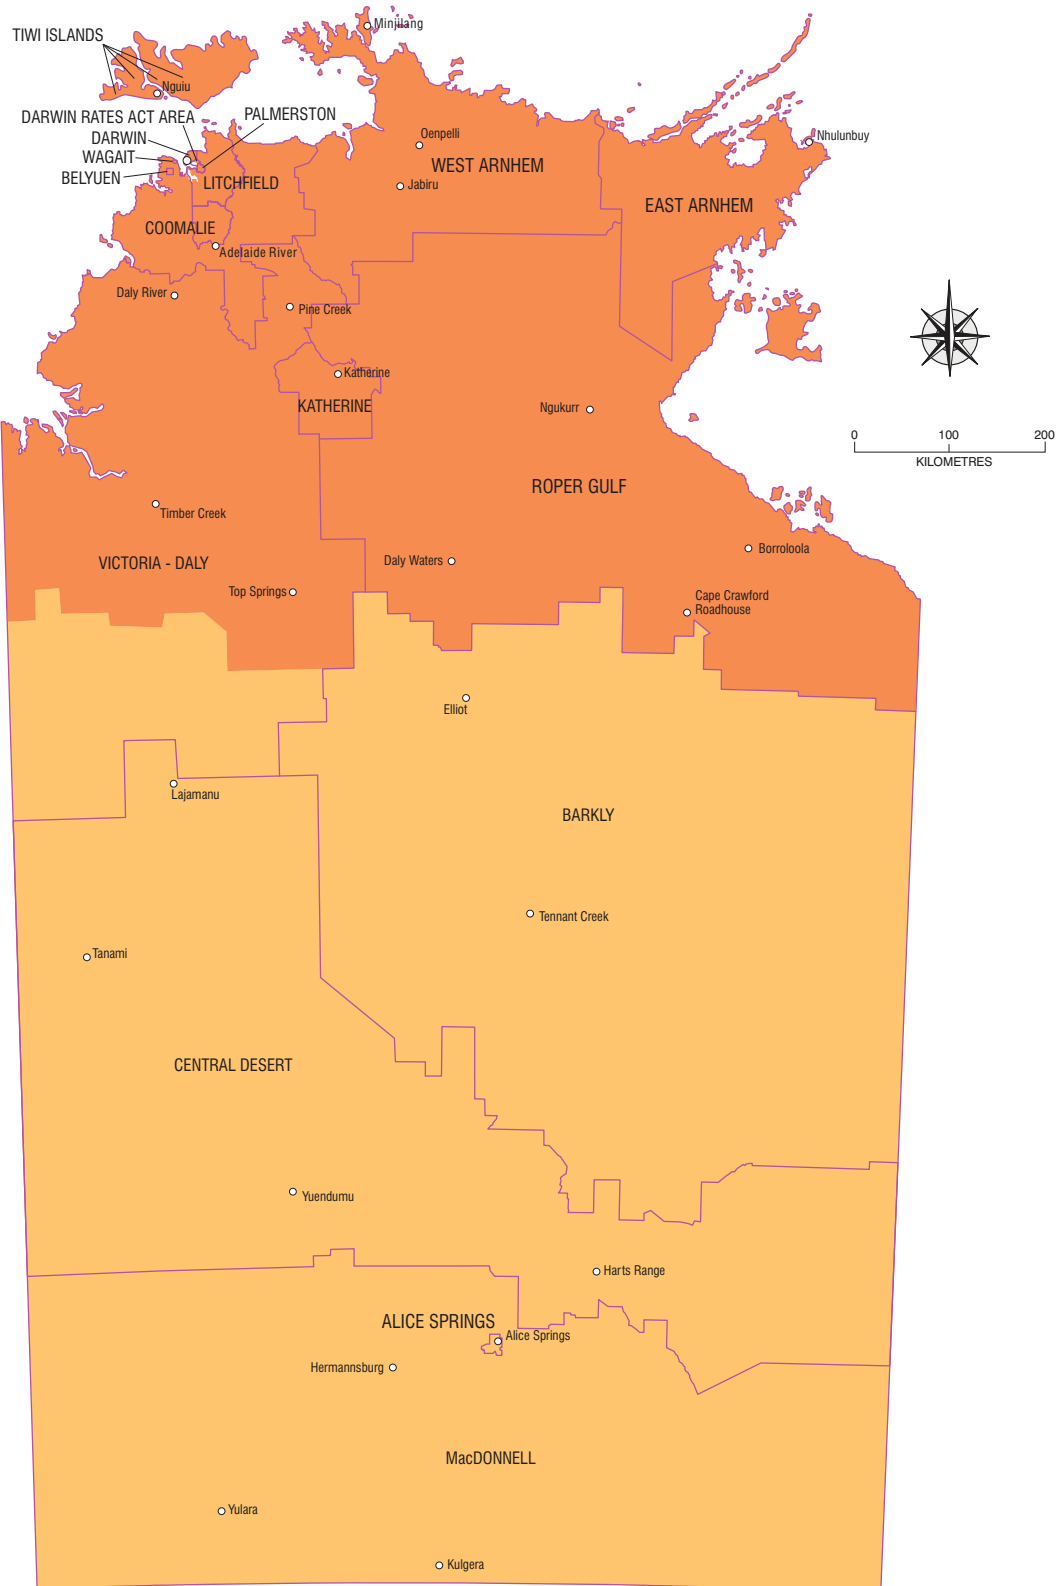 Minjilang
TIWI ISLANDS
Nguiu
DARWIN RATES ACT AREA
PALMERSTON
DARWIN
Oenpelli
Nhulunbuy
WAGAIT
WEST ARNHEM
BELYUEN
LITCHFIELD
Jabiru
EAST ARNHEM
COOMALIE
Adelaide River
Daly River
Pine Creek
Katherine
KATHERINE
Ngukurr
0 100 200
KILOMETRES
ROPER GULF
Timber Creek
Borroloola
VICTORIA - DALY
Daly Waters
Top Springs
Cape Crawford
Roadhouse
Elliot
Lajamanu
BARKLY
Tennant Creek
Tanami
CENTRAL DESERT
Yuendumu
Harts Range
ALICE SPRINGS
Alice Springs
Hermannsburg
MacDONNELL
Yulara
Kulgera